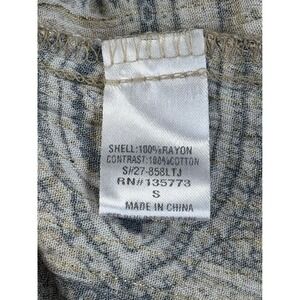 SHELL:100%RAYON
CONTRAST:100%COTTON
S#27-858LTJ
RN#135773
S
MADE IN CHINA